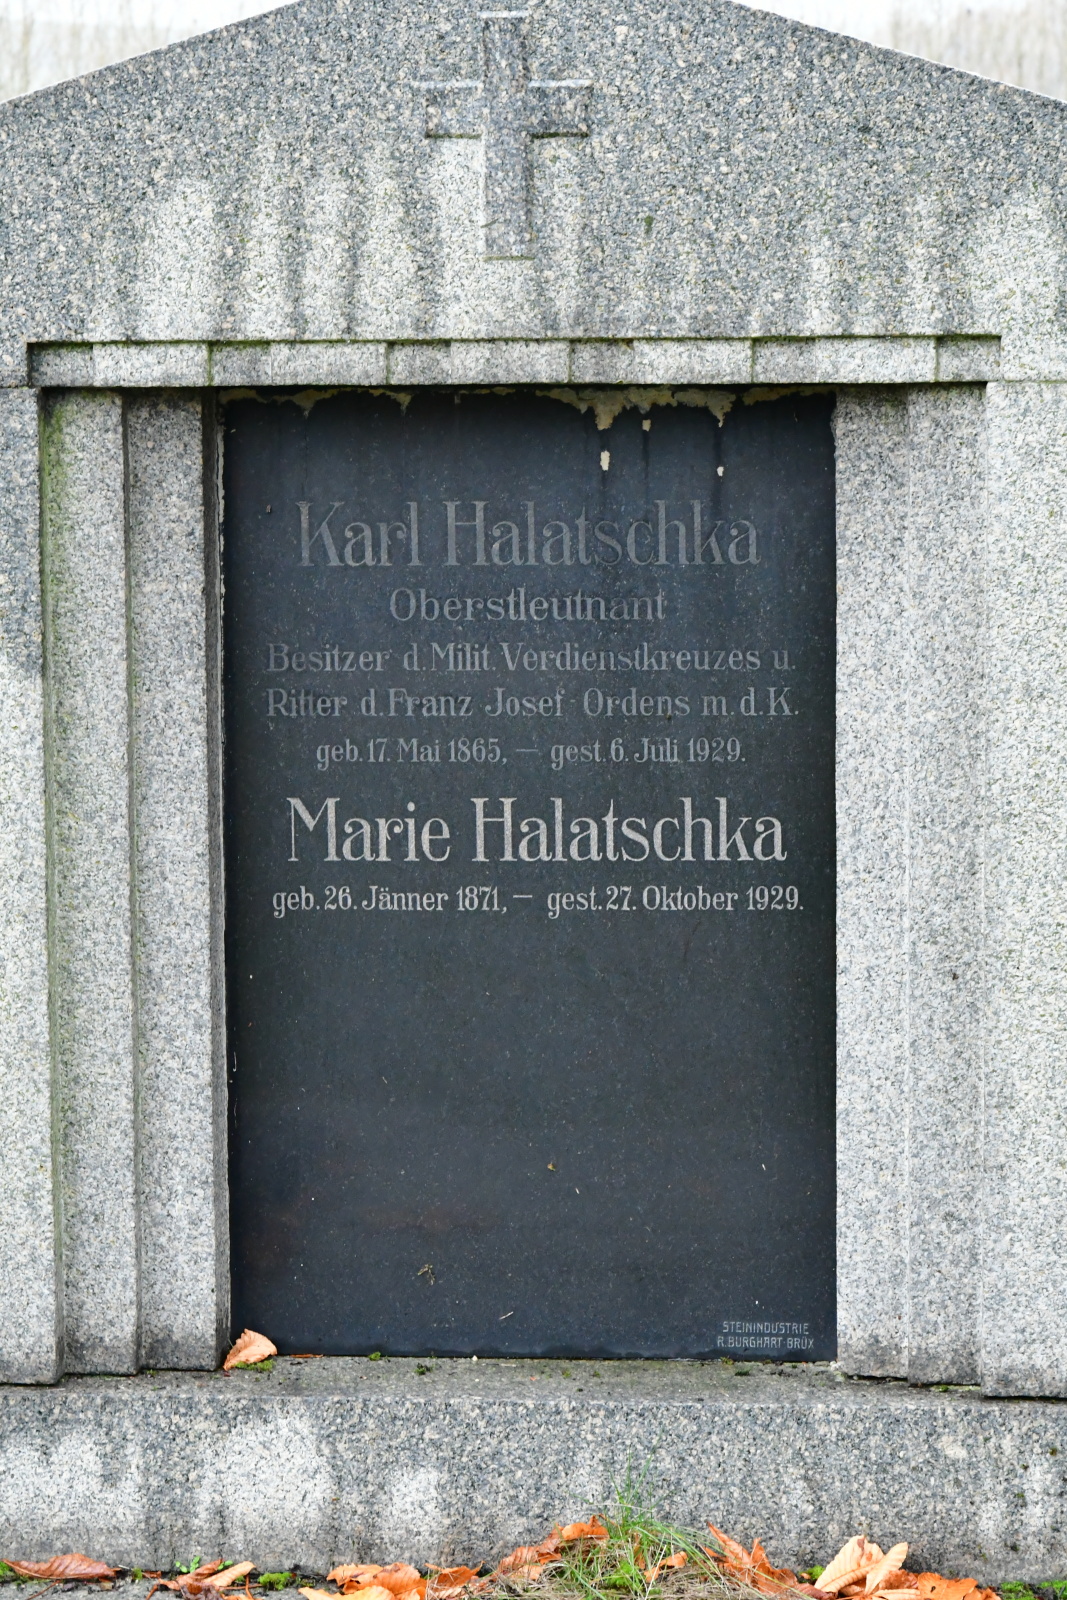 Karl Halatschka
Oberstleutnant
Besitzer d. Milit. Verdienstkreuzes u.
Ritter d. Franz Josef-Ordens m. d. K.
geb. 17. Mai 1865, – gest. 6. Juli 1929.
Marie Halatschka
geb. 26. Jänner 1871, – gest. 27. Oktober 1929.
STEININDUSTRIE
R. BURGHART BRÜX